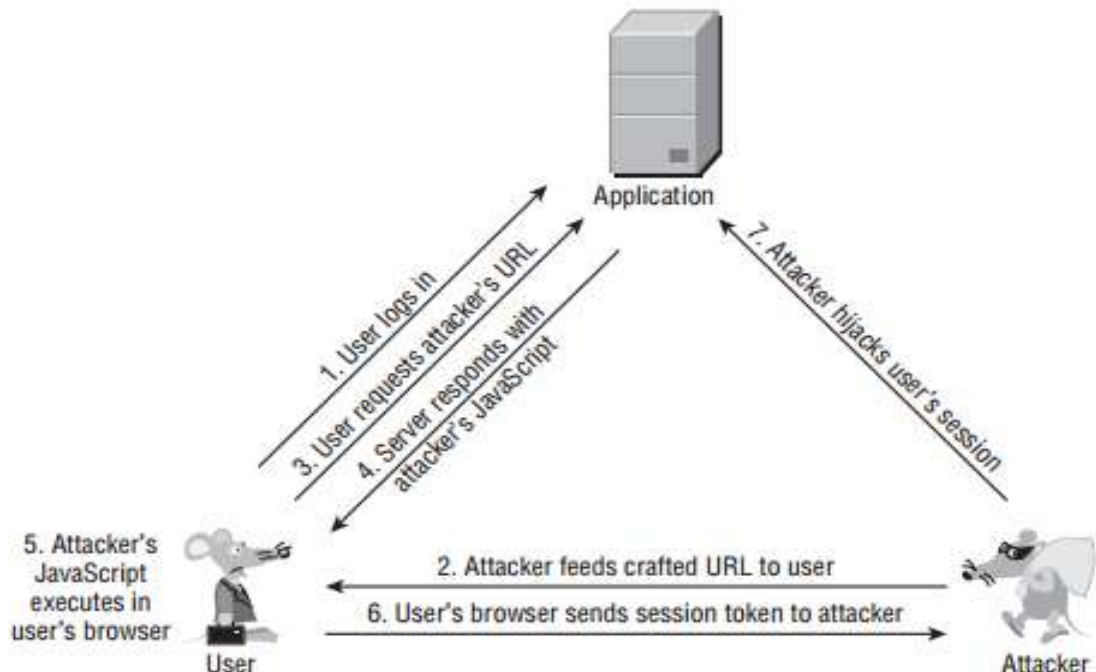 Application
1. User logs in
3. User requests attacker's URL
4. Server responds with
attacker's JavaScript
7. Attacker hijacks user's session
5. Attacker's
JavaScript
executes in
user's browser
2. Attacker feeds crafted URL to user
6. User's browser sends session token to attacker
User
Attacker